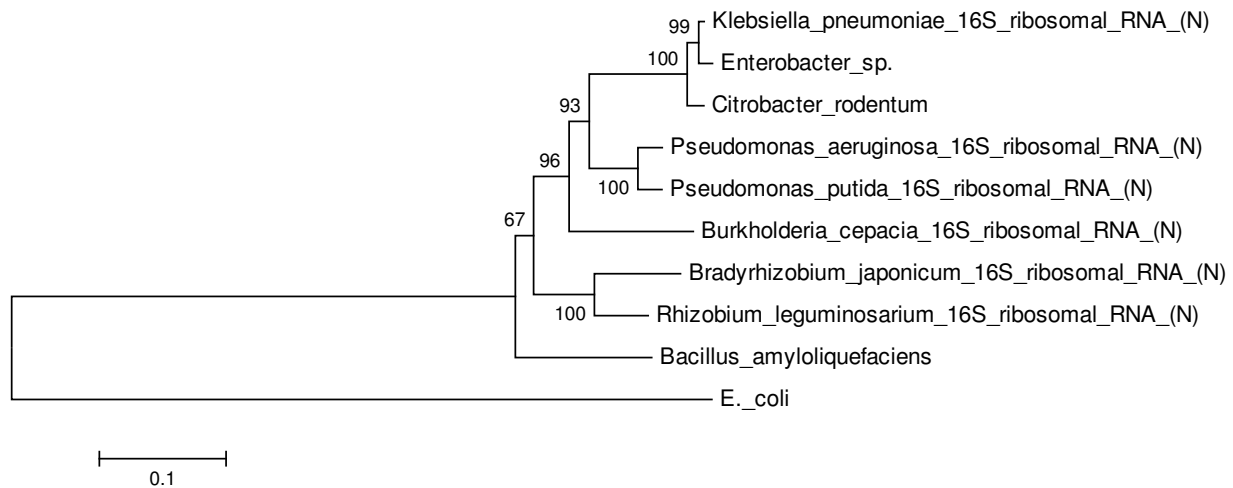 99
Klebsiella_pneumoniae_16S_ribosomal_RNA_(N)
100
Enterobacter_sp.
93
Citrobacter_rodentum
Pseudomonas_aeruginosa_16S_ribosomal_RNA_(N)
96
100
Pseudomonas_putida_16S_ribosomal_RNA_(N)
67
Burkholderia_cepacia_16S_ribosomal_RNA_(N)
Bradyrhizobium_japonicum_16S_ribosomal_RNA_(N)
100
Rhizobium_leguminosarium_16S_ribosomal_RNA_(N)
Bacillus_amyloliquefaciens
E._coli
0.1